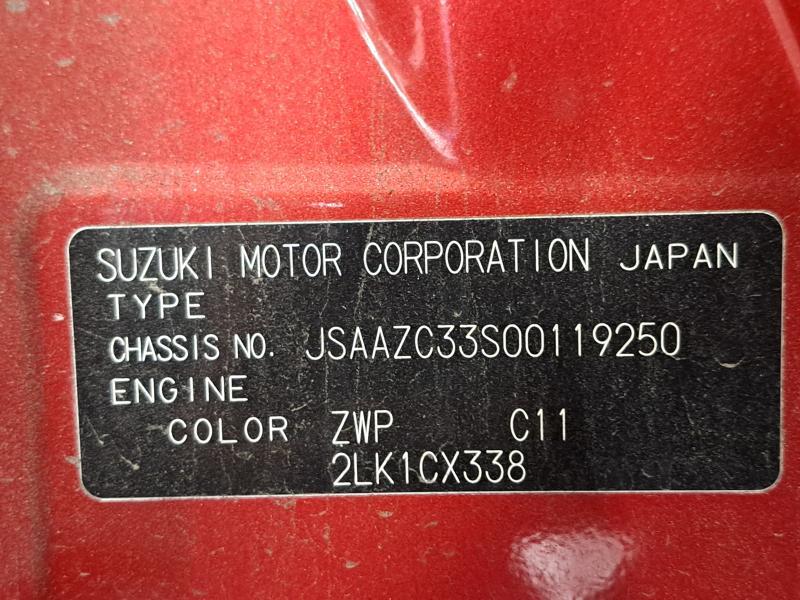 SUZUKI MOTOR CORPORATION JAPAN
TYPE
CHASSIS NO. JSAAZC33S00119250
ENGINE
COLOR ZWP C11
2LK1CX338